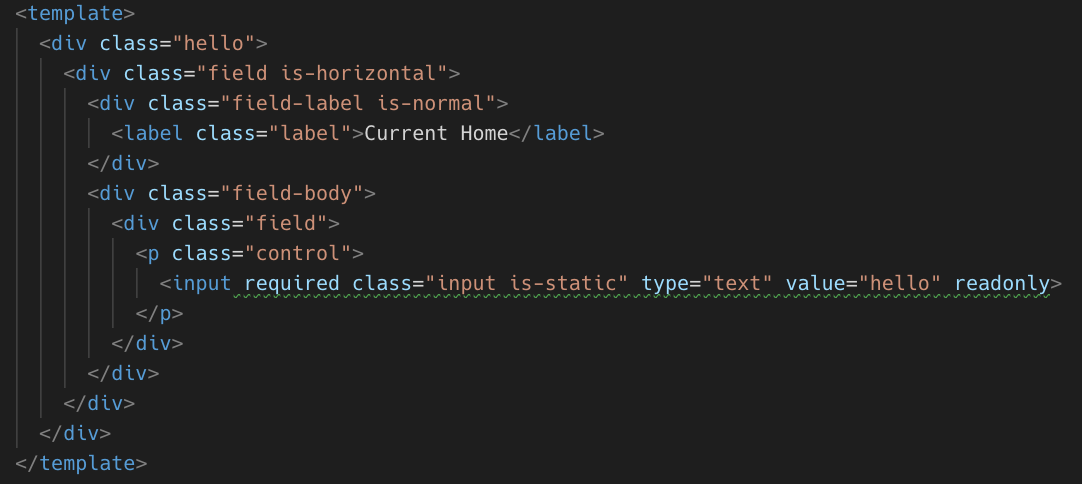 <template>
<div class="hello">
<div class="field is-horizontal">
<div class="field-label is-normal">
<label class="label">Current Home</label>
</div>
<div class="field-body">
<div class="field">
<p class="control">
<input required class="input is-static" type="text" value="hello" readonly>
</p>
</div>
</div>
</div>
</div>
</template>